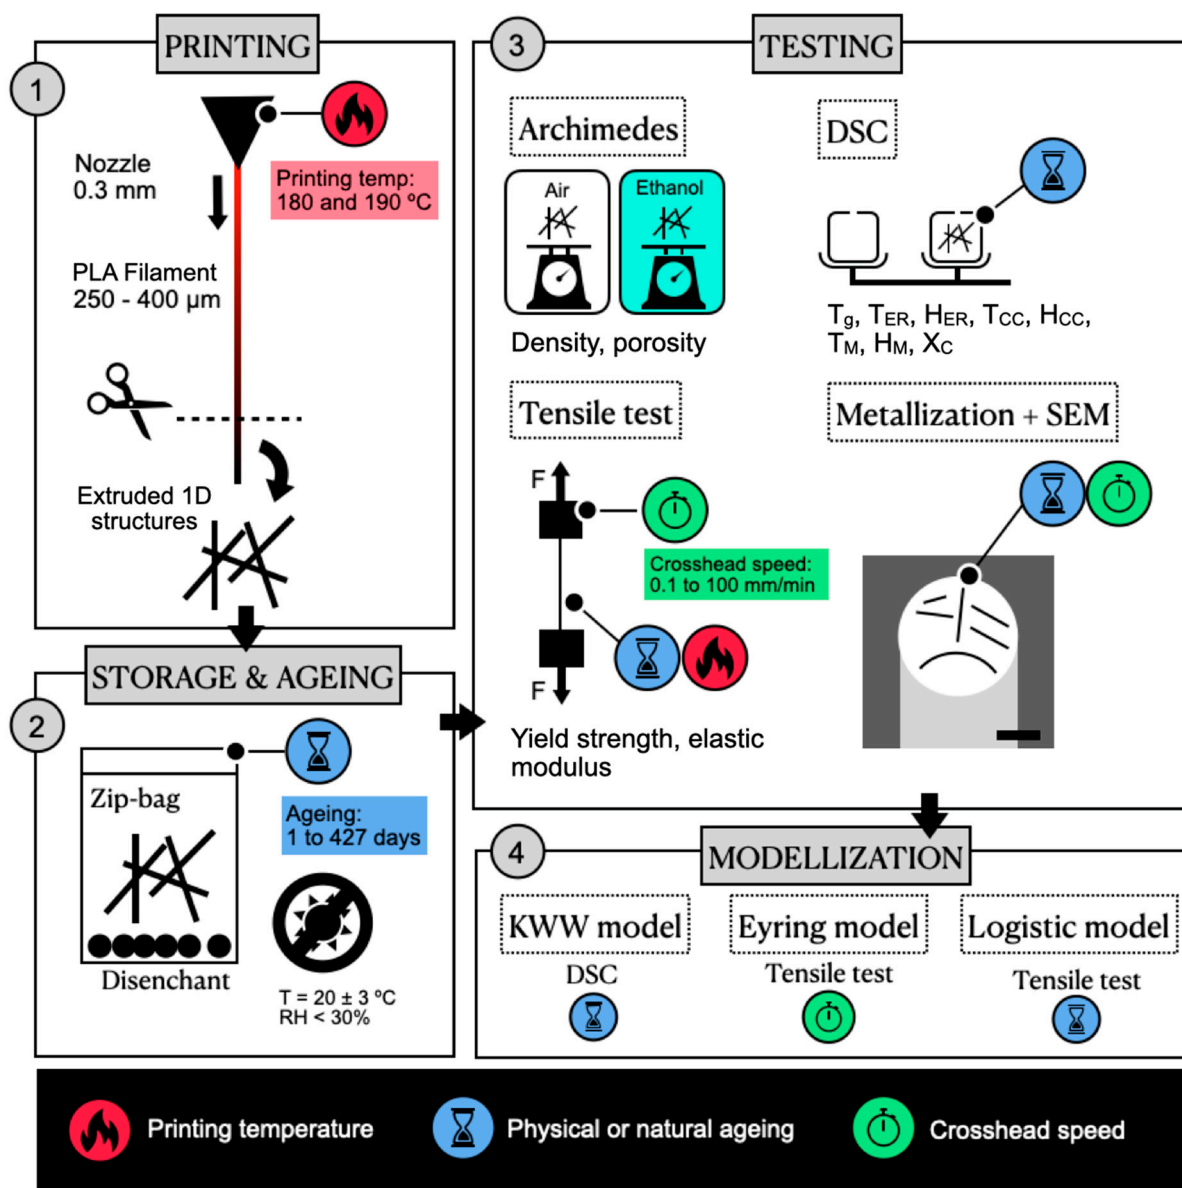 1
PRINTING
Nozzle
0.3 mm
Printing temp:
180 and 190 ºC
PLA Filament
250 - 400 µm
Extruded 1D
structures
STORAGE & AGEING
2
Zip-bag
Ageing:
1 to 427 days
Disenchant
T = 20 ± 3 ºC
RH < 30%
3
TESTING
Archimedes
Air
Ethanol
Density, porosity
DSC
Tg, TER, HER, TCC, HCC,
TM, HM, XC
Tensile test
F
Crosshead speed:
0.1 to 100 mm/min
F
Yield strength, elastic
modulus
Metallization + SEM
4
MODELLIZATION
KWW model
DSC
Eyring model
Tensile test
Logistic model
Tensile test
Printing temperature
Physical or natural ageing
Crosshead speed